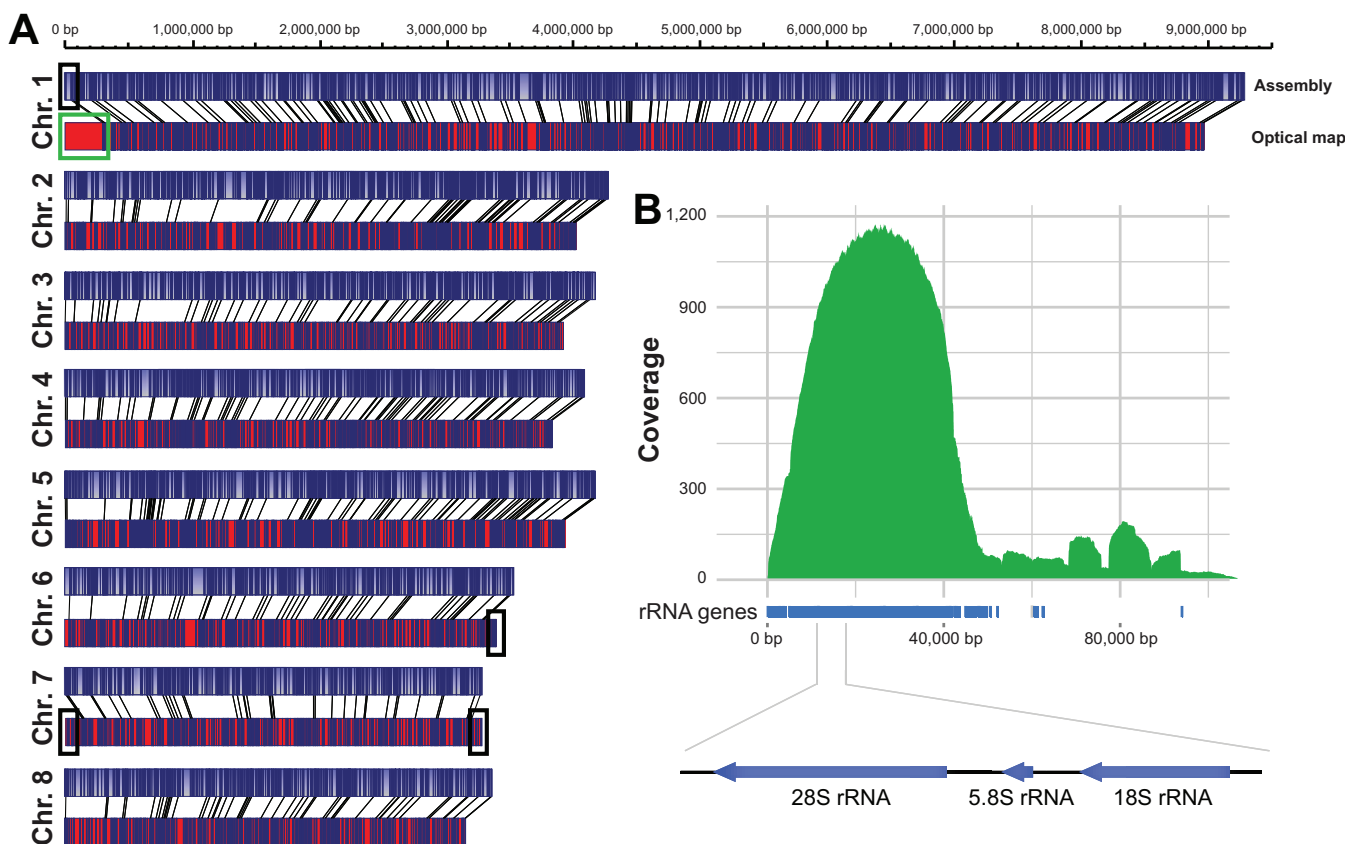 A
0 bp 1,000,000 bp 2,000,000 bp 3,000,000 bp 4,000,000 bp 5,000,000 bp 6,000,000 bp 7,000,000 bp 8,000,000 bp 9,000,000 bp
Chr. 1
Assembly
Optical map
Chr. 2
Chr. 3
Chr. 4
Chr. 5
Chr. 6
Chr. 7
Chr. 8
B
Coverage
1,200
900
600
300
0
rRNA genes
0 bp 40,000 bp 80,000 bp
28S rRNA 5.8S rRNA 18S rRNA